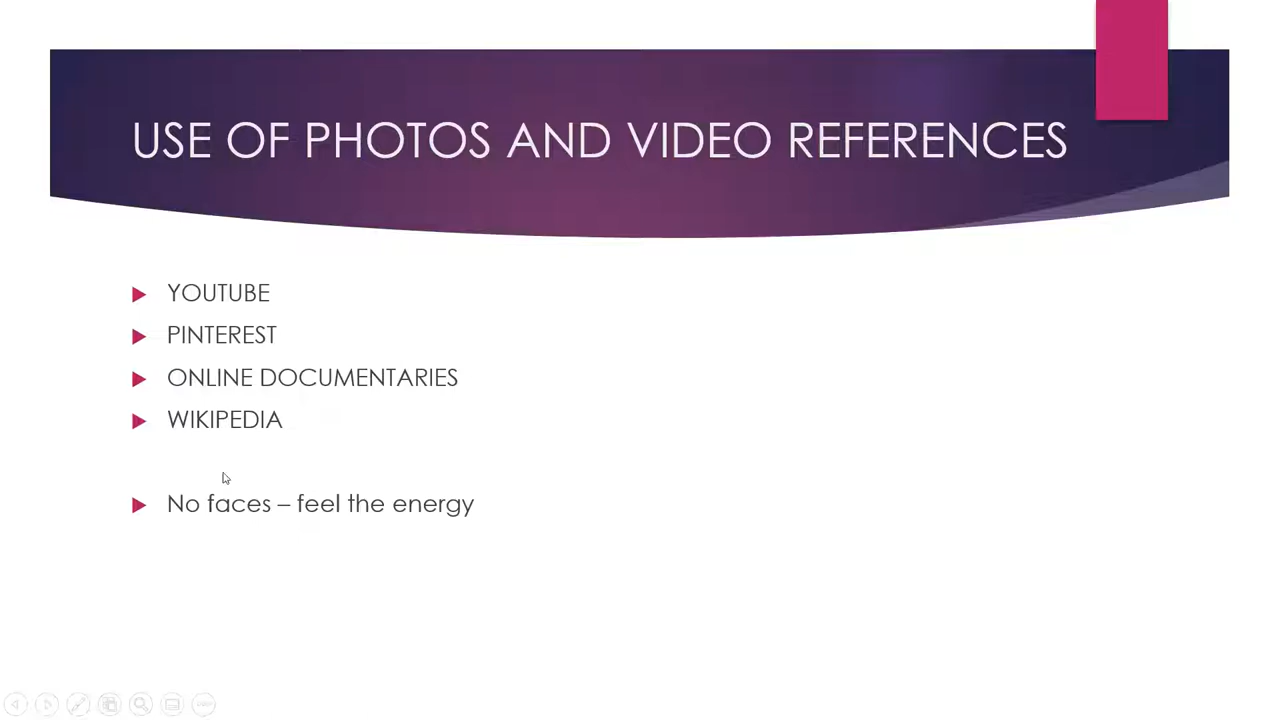 USE OF PHOTOS AND VIDEO REFERENCES
YOUTUBE
PINTEREST
ONLINE DOCUMENTARIES
WIKIPEDIA
No faces – feel the energy